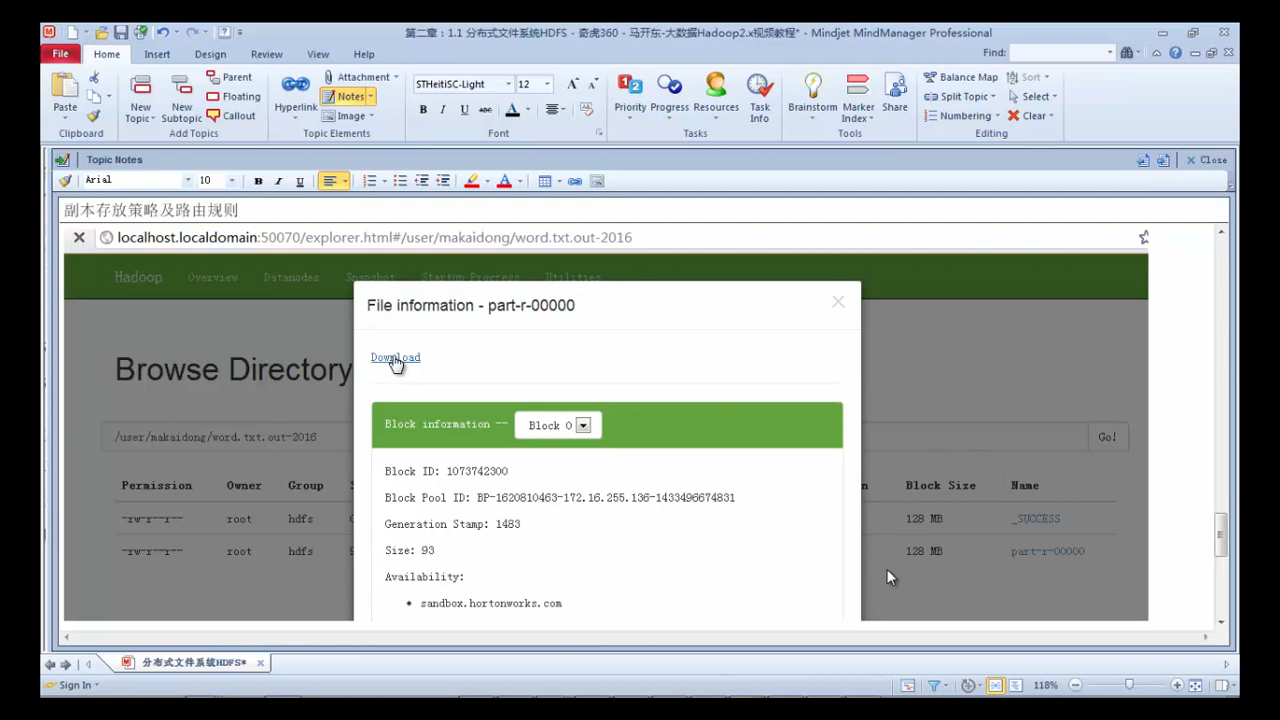 第二章：1.1 分布式文件系统HDFS - 奇虎360 - 马开东-大数据Hadoop2.x视频教程* - Mindjet MindManager Professional
File Home Insert Design Review View Help Find:
Paste New Topic New Subtopic Parent Floating Callout Hyperlink Attachment Notes Image
STHeitiSC-Light 12 B I U abc A
Priority Progress Resources Task Info Brainstorm Marker Index Share Balance Map Split Topic Numbering Sort Select Clear
Clipboard Add Topics Topic Elements Font Tasks Tools Editing
Topic Notes Close
Arial 10 B I U A
副木存放策略及路由规则
localhost.localdomain:50070/explorer.html#/user/makaidong/word.txt.out-2016
Hadoop Overview Datanodes Snapshot Startup Progress Utilities
File information - part-r-00000
Download
Browse Directory
Block information -- Block 0
/user/makaidong/word.txt.out-2016 Go!
Block ID: 1073742300
Permission Owner Group Block Size Name
Block Pool ID: BP-1620810463-172.16.255.136-1433496674831
-rw-r--r-- root hdfs 128 MB _SUCCESS
Generation Stamp: 1483
-rw-r--r-- root hdfs 128 MB part-r-00000
Size: 93
Availability:
sandbox.hortonworks.com
分布式文件系统HDFS*
Sign In 118%